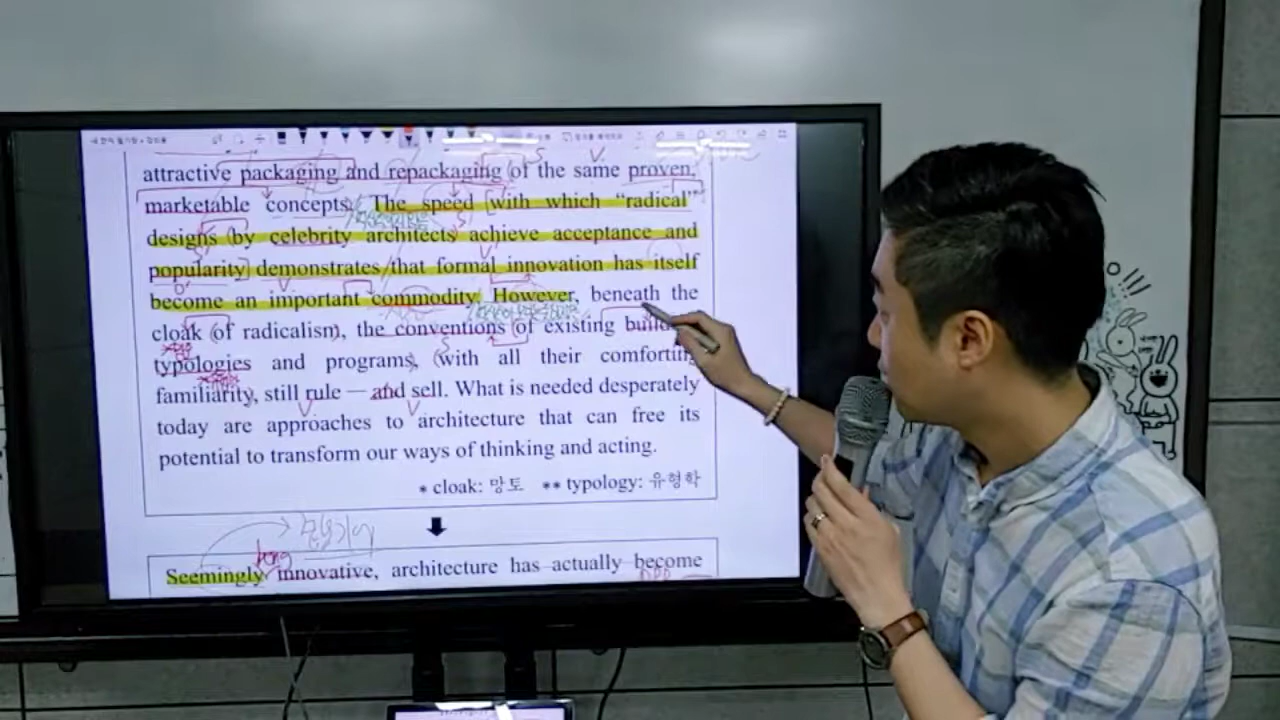 attractive packaging and repackaging of the same proven,
marketable concepts. The speed with which “radical”
designs by celebrity architects achieve acceptance and
popularity demonstrates that formal innovation has itself
become an important commodity. However, beneath the
cloak of radicalism, the conventions of existing
typologies and programs, with all their comforting
familiarity, still rule — and sell. What is needed desperately
today are approaches to architecture that can free its
potential to transform our ways of thinking and acting.
* cloak: 망토 ** typology: 유형학
being
Seemingly innovative, architecture has actually become